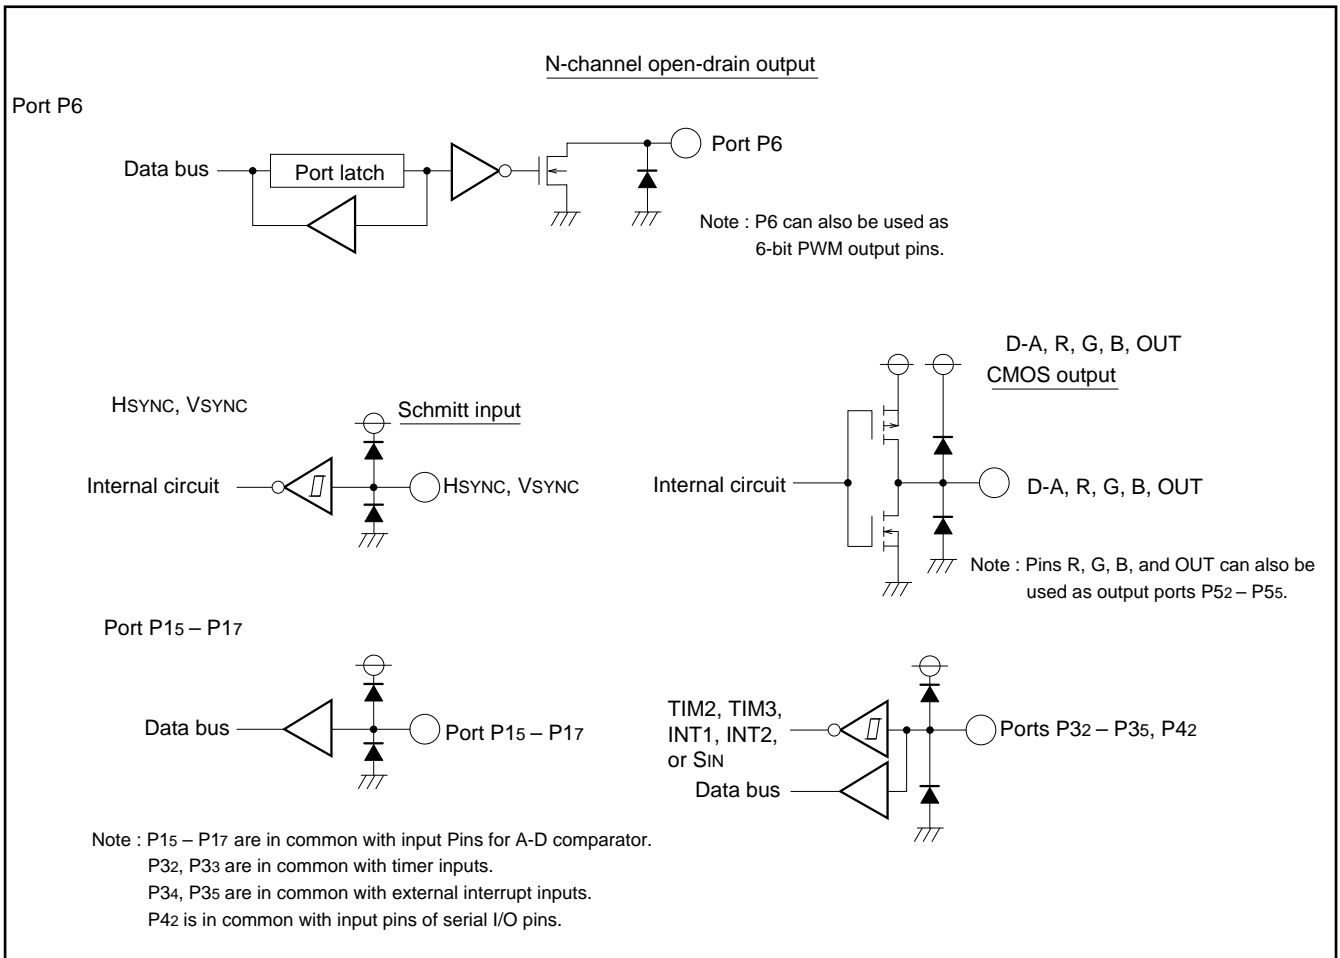 N-channel open-drain output
Port P6
Data bus
Port latch
Port P6
Note : P6 can also be used as
6-bit PWM output pins.
D-A, R, G, B, OUT
CMOS output
HSYNC, VSYNC
Schmitt input
Internal circuit
HSYNC, VSYNC
Internal circuit
D-A, R, G, B, OUT
Note : Pins R, G, B, and OUT can also be
used as output ports P52 – P55.
Port P15 – P17
Data bus
Port P15 – P17
TIM2, TIM3,
INT1, INT2,
or SIN
Data bus
Ports P32 – P35, P42
Note : P15 – P17 are in common with input Pins for A-D comparator.
P32, P33 are in common with timer inputs.
P34, P35 are in common with external interrupt inputs.
P42 is in common with input pins of serial I/O pins.